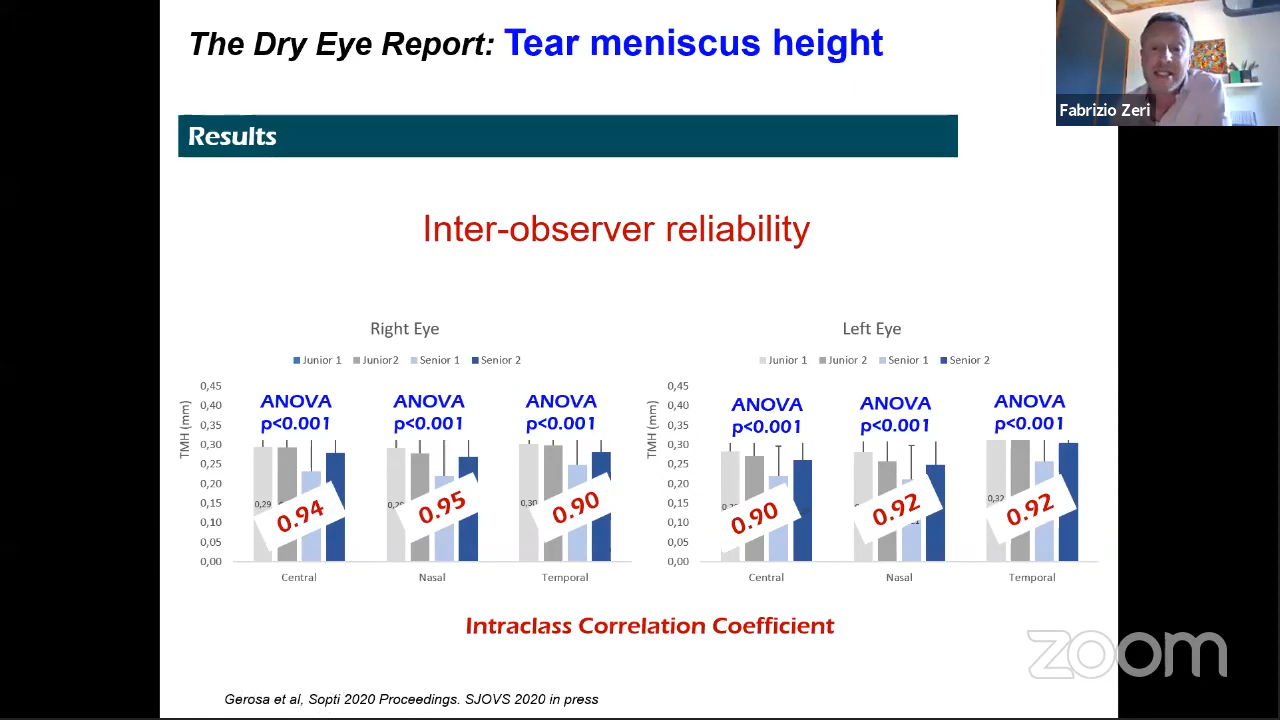 The Dry Eye Report: Tear meniscus height
Fabrizio Zeri
Results
Inter-observer reliability
Right Eye
Junior 1 Junior2 Senior 1 Senior 2
TMH (mm)
0,45
0,40
0,35
0,30
0,25
0,20
0,15
0,10
0,05
0,00
ANOVA
p<0.001
ANOVA
p<0.001
ANOVA
p<0.001
0,29
0,30
0.94
0.95
0.90
Central Nasal Temporal
Left Eye
Junior 1 Junior 2 Senior 1 Senior 2
TMH (mm)
0,45
0,40
0,35
0,30
0,25
0,20
0,15
0,10
0,05
0,00
ANOVA
p<0.001
ANOVA
p<0.001
ANOVA
p<0.001
0,32
0.90
0.92
0.92
Central Nasal Temporal
Intraclass Correlation Coefficient
zoom
Gerosa et al, Sopti 2020 Proceedings. SJOVS 2020 in press